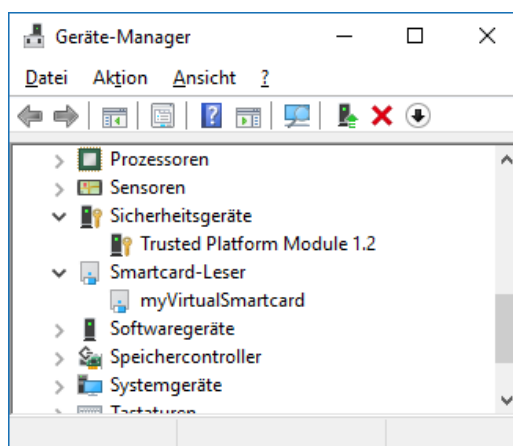 Geräte-Manager
Datei Aktion Ansicht ?
Prozessoren
Sensoren
Sicherheitsgeräte
Trusted Platform Module 1.2
Smartcard-Leser
myVirtualSmartcard
Softwaregeräte
Speichercontroller
Systemgeräte
Tastaturen